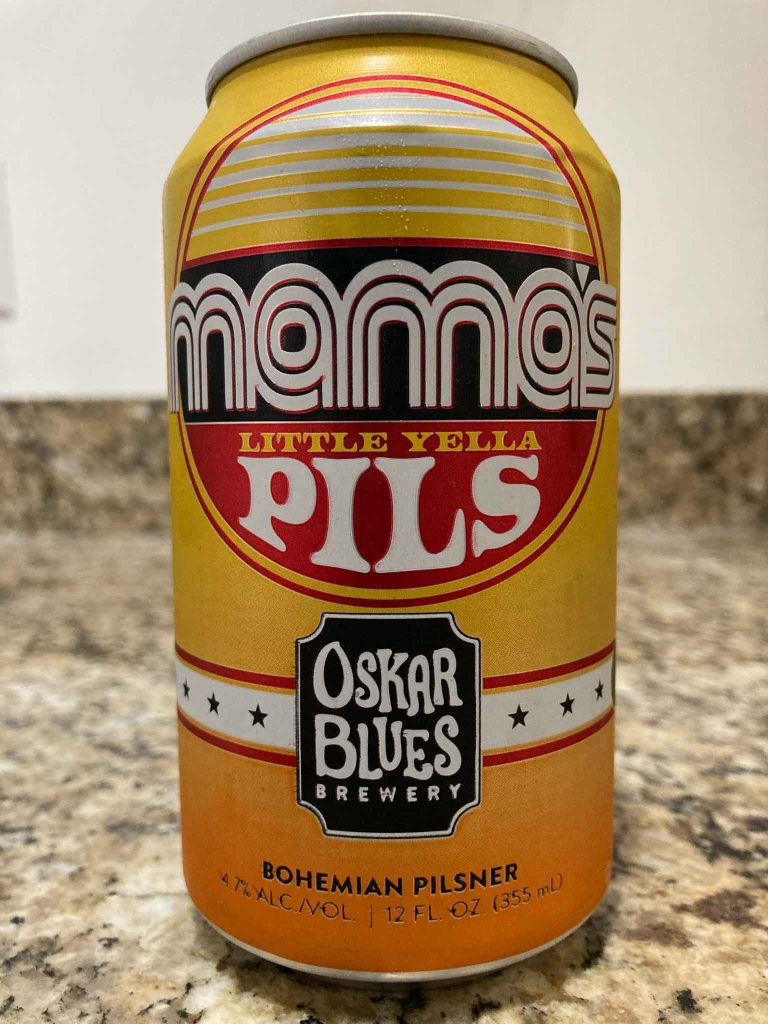 mama's
LITTLE YELLA
PILS
OSKAR
BLUES
BREWERY
BOHEMIAN PILSNER
4.7% ALC./VOL. | 12 FL. OZ. (355 mL)